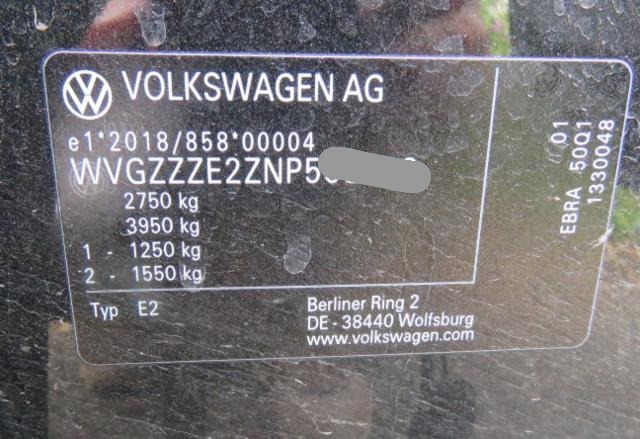 VOLKSWAGEN AG
e1*2018/858*00004
2750 kg
3950 kg
1 - 1250 kg
2 - 1550 kg
Typ E2
Berliner Ring 2
DE - 38440 Wolfsburg
www.volkswagen.com
01
EBRA 50Q1
1330048